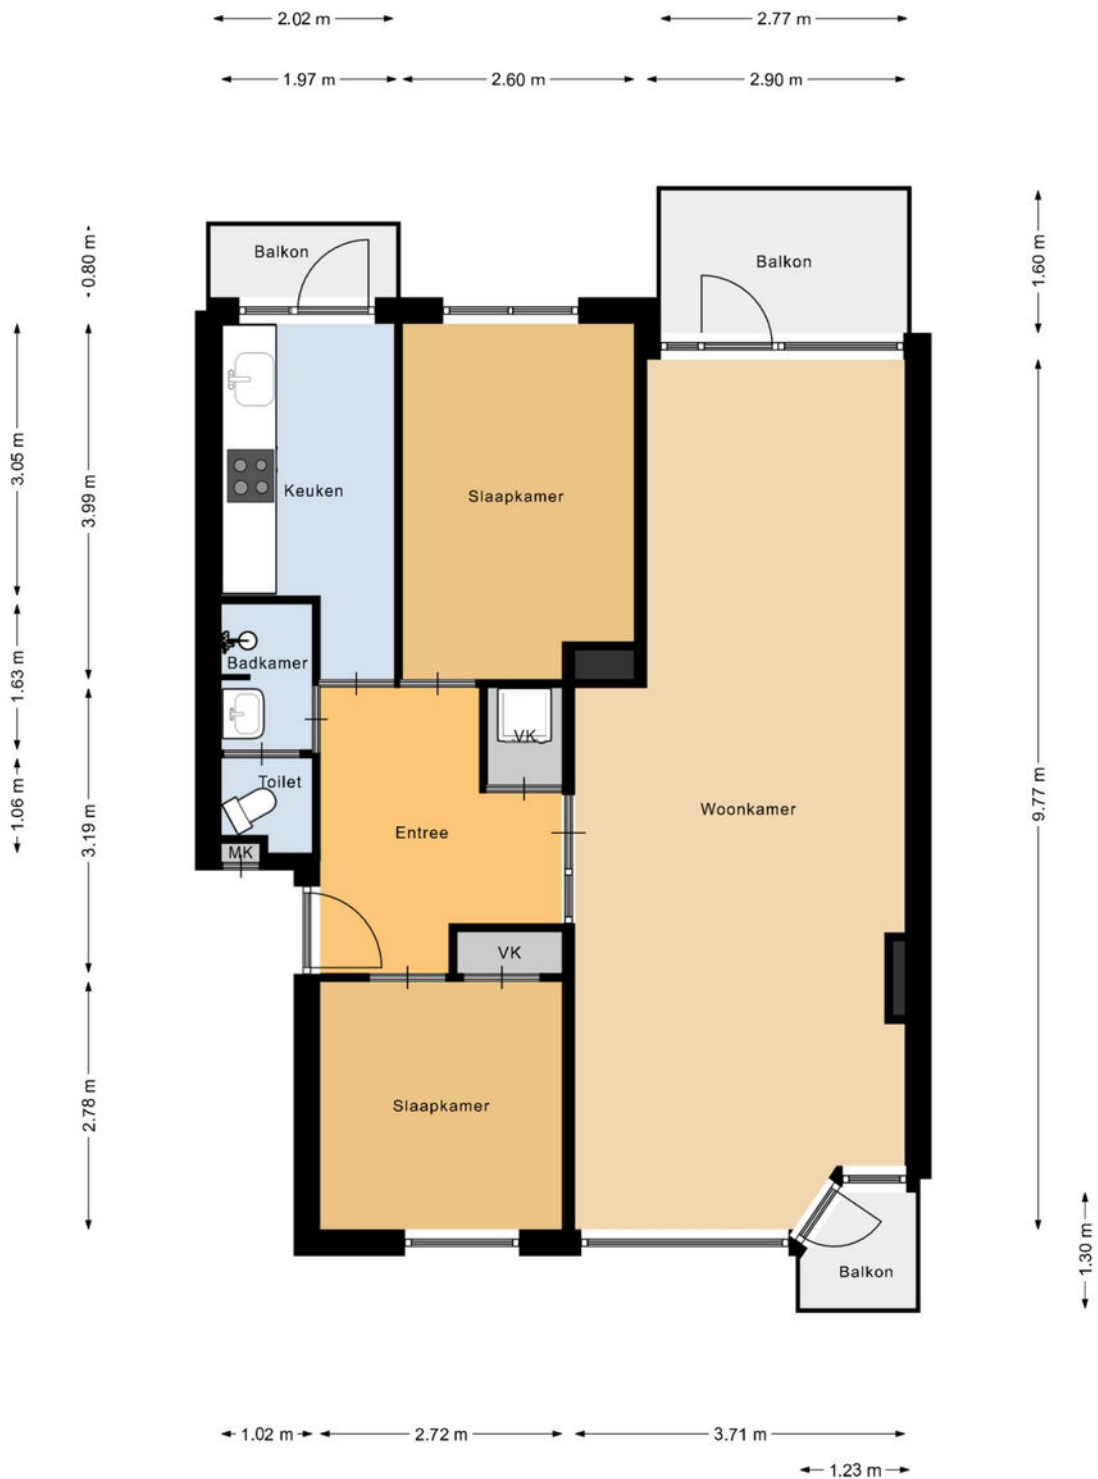 2.02 m
2.77 m
1.97 m
2.60 m
2.90 m
Balkon
Balkon
0.80 m
1.60 m
3.05 m
3.99 m
Keuken
Slaapkamer
1.63 m
Badkamer
VK
1.06 m
Toilet
3.19 m
Entree
Woonkamer
9.77 m
MK
VK
2.78 m
Slaapkamer
Balkon
1.30 m
1.02 m
2.72 m
3.71 m
1.23 m